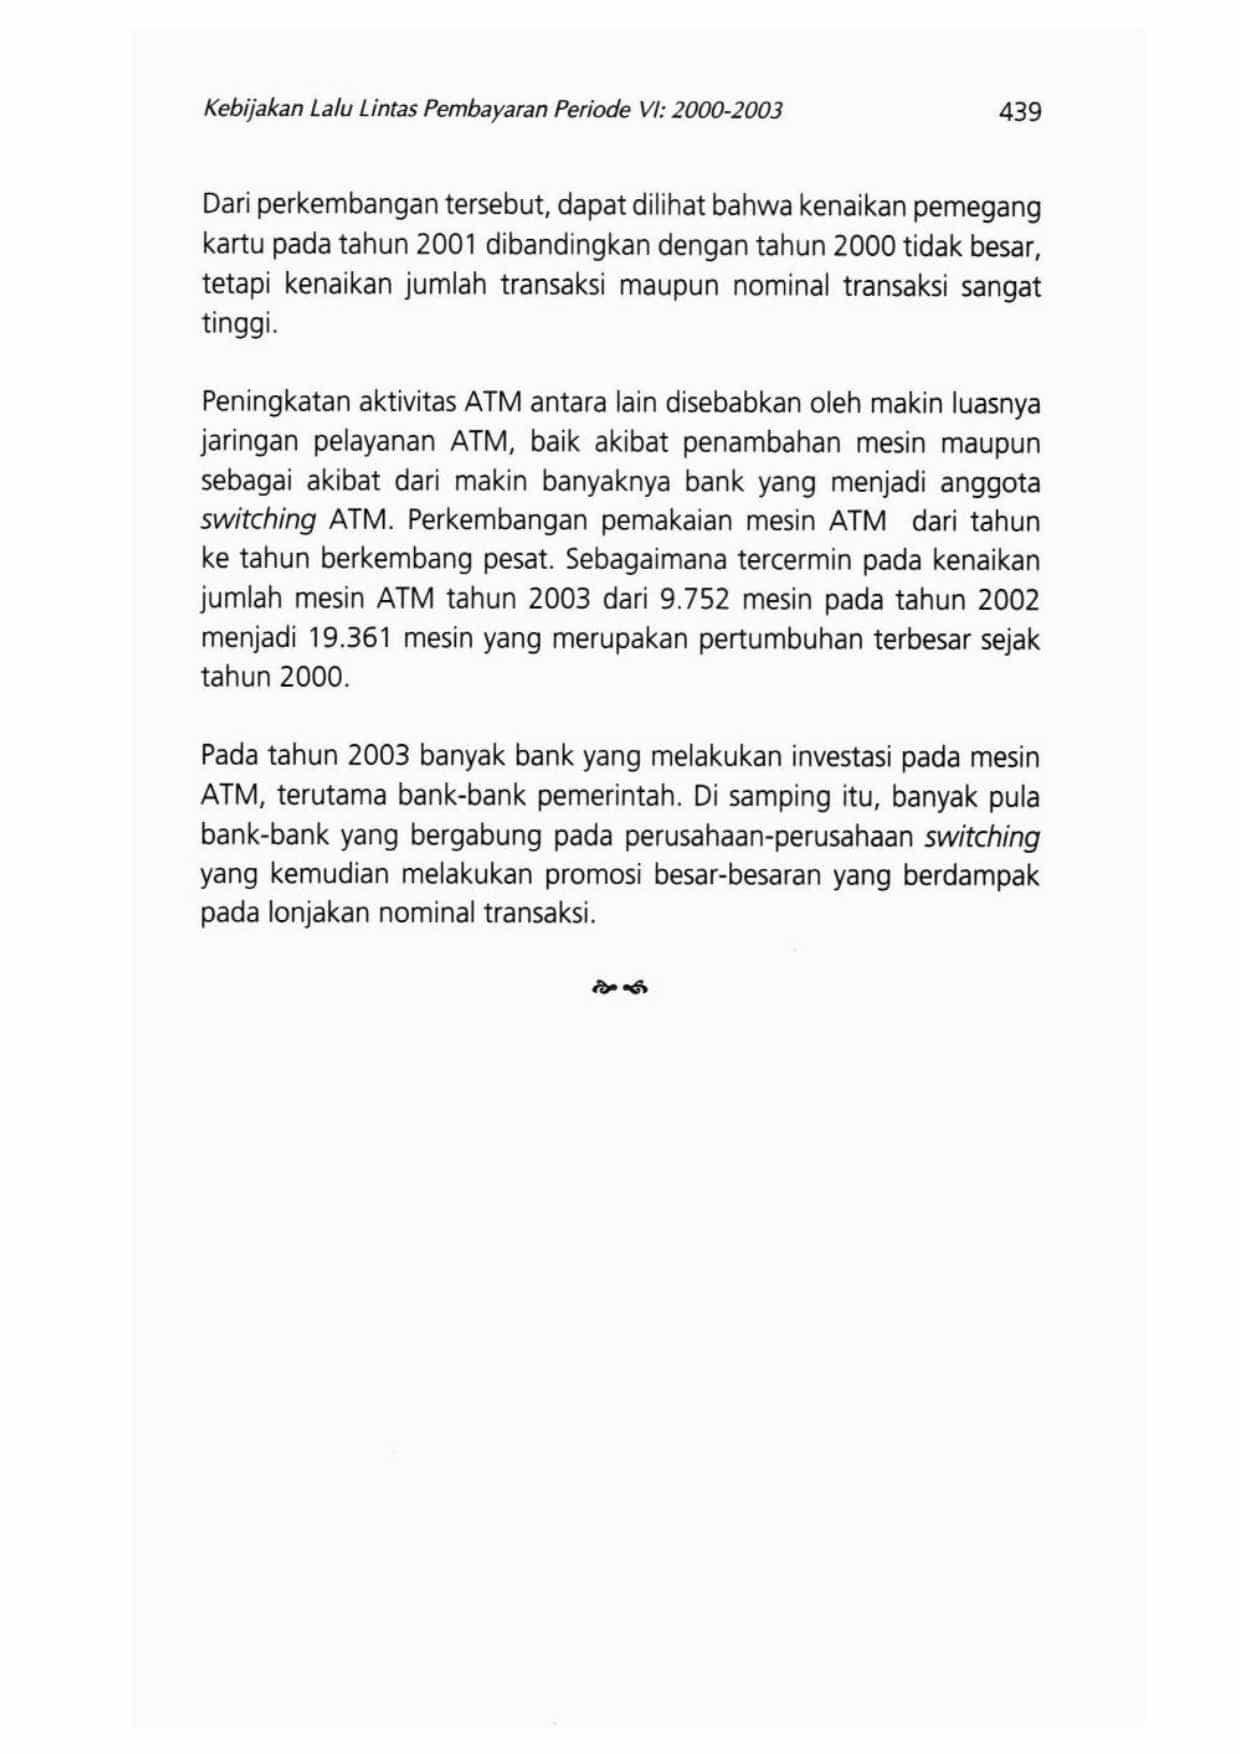 Kebijakan Lalu Lintas Pembayaran Periode VI: 2000-2003 439
Dari perkembangan tersebut, dapat dilihat bahwa kenaikan pemegang
kartu pada tahun 2001 dibandingkan dengan tahun 2000 tidak besar,
tetapi kenaikan jumlah transaksi maupun nominal transaksi sangat
tinggi.
Peningkatan aktivitas ATM antara lain disebabkan oleh makin luasnya
jaringan pelayanan ATM, baik akibat penambahan mesin maupun
sebagai akibat dari makin banyaknya bank yang menjadi anggota
switching ATM. Perkembangan pemakaian mesin ATM dari tahun
ke tahun berkembang pesat. Sebagaimana tercermin pada kenaikan
jumlah mesin ATM tahun 2003 dari 9.752 mesin pada tahun 2002
menjadi 19.361 mesin yang merupakan pertumbuhan terbesar sejak
tahun 2000.
Pada tahun 2003 banyak bank yang melakukan investasi pada mesin
ATM, terutama bank-bank pemerintah. Di samping itu, banyak pula
bank-bank yang bergabung pada perusahaan-perusahaan switching
yang kemudian melakukan promosi besar-besaran yang berdampak
pada lonjakan nominal transaksi.